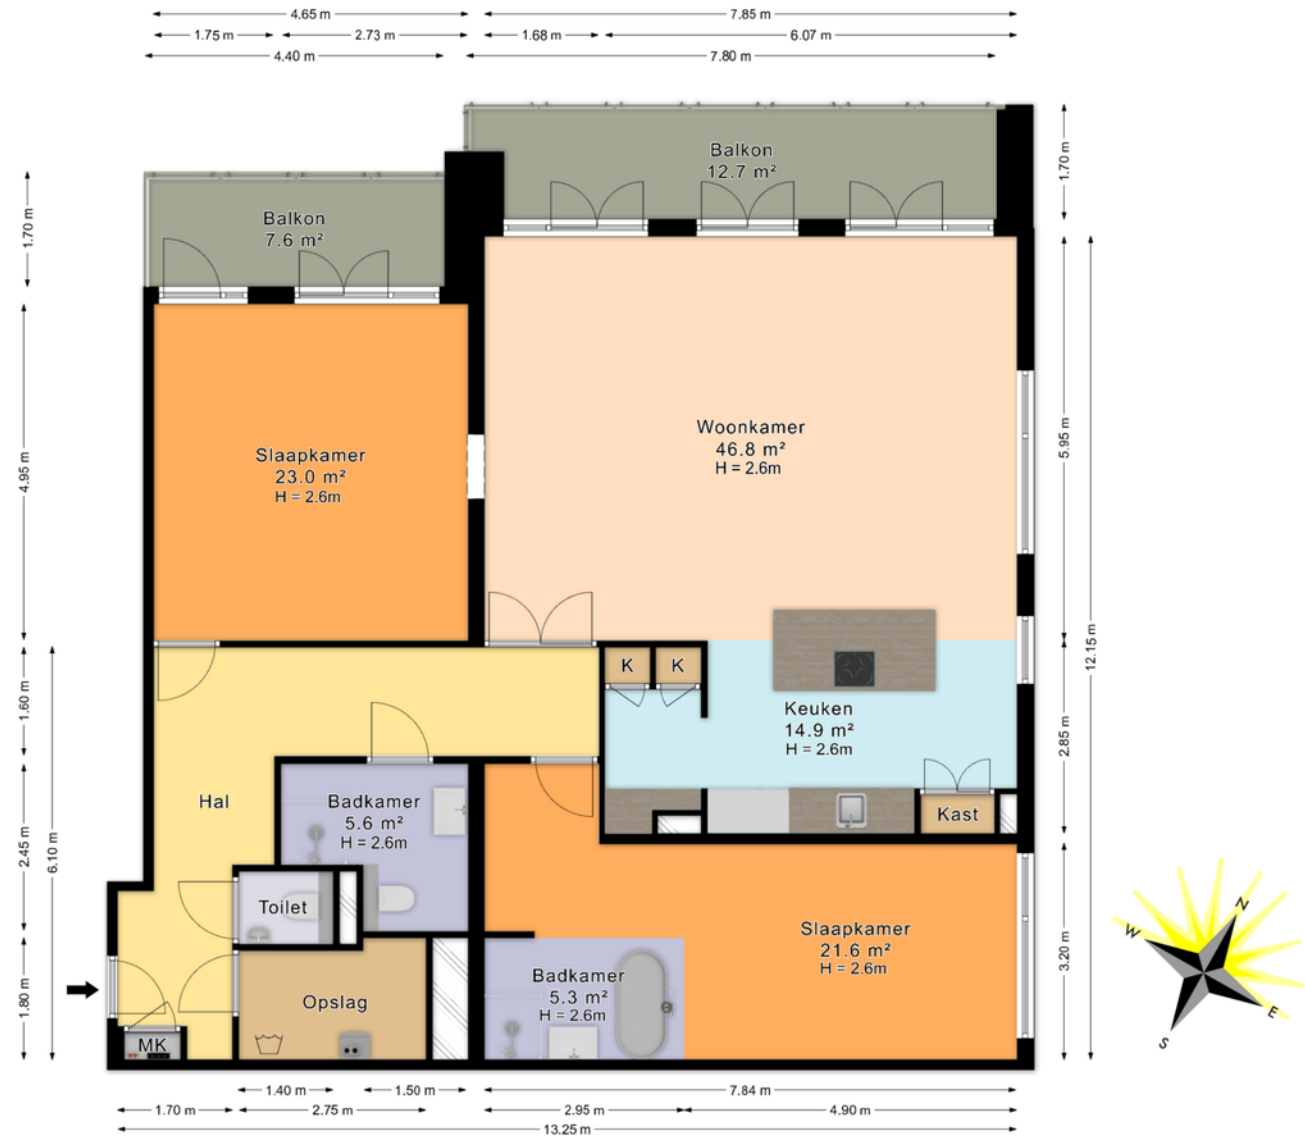 4.65 m
7.85 m
1.75 m
2.73 m
1.68 m
6.07 m
4.40 m
7.80 m
Balkon
12.7 m²
1.70 m
Balkon
7.6 m²
1.70 m
Woonkamer
46.8 m²
H = 2.6m
Slaapkamer
23.0 m²
H = 2.6m
4.95 m
5.95 m
12.15 m
K
K
Keuken
14.9 m²
H = 2.6m
1.60 m
2.85 m
Hal
Badkamer
5.6 m²
H = 2.6m
Kast
2.45 m
6.10 m
Toilet
Slaapkamer
21.6 m²
H = 2.6m
3.20 m
Badkamer
5.3 m²
H = 2.6m
Opslag
1.80 m
MK
N
W
E
S
1.40 m
1.50 m
7.84 m
1.70 m
2.75 m
2.95 m
4.90 m
13.25 m